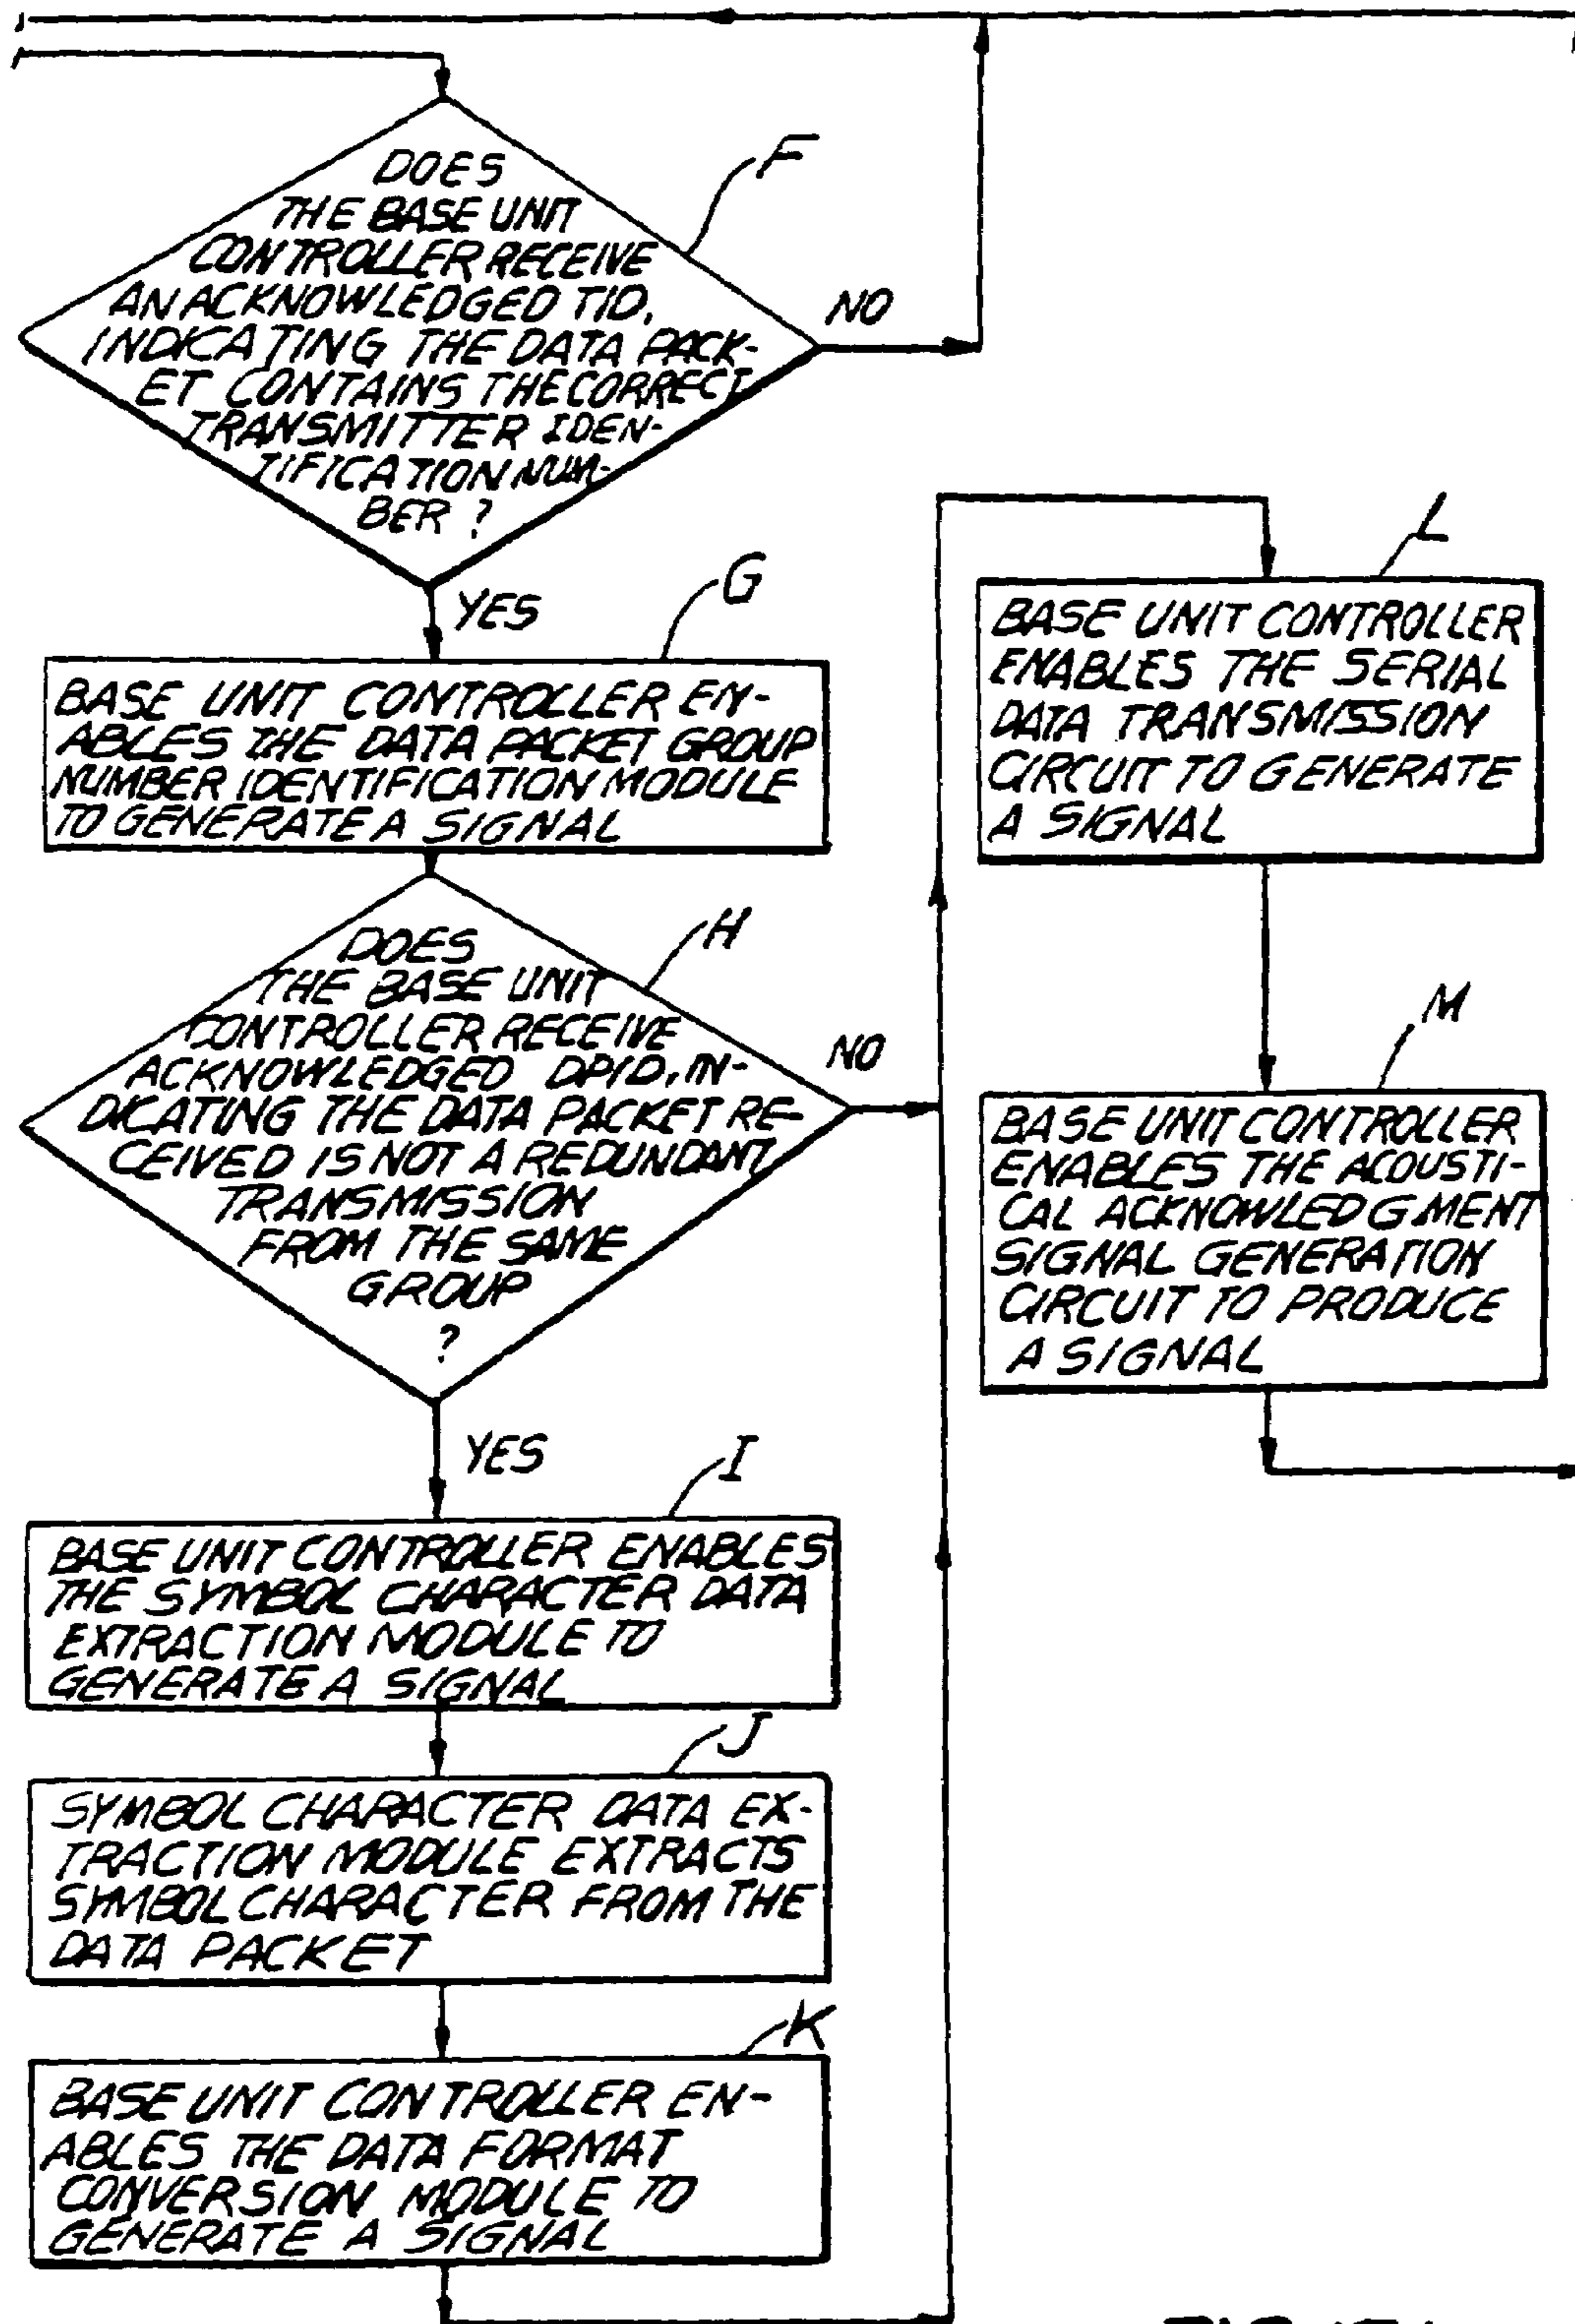 F
DOES
THE BASE UNIT
CONTROLLER RECEIVE
AN ACKNOWLEDGED TID,
INDICATING THE DATA PACK-
ET CONTAINS THE CORRECT
TRANSMITTER IDEN-
TIFICATION NUM-
BER ?
NO
YES
G
BASE UNIT CONTROLLER EN-
ABLES THE DATA PACKET GROUP
NUMBER IDENTIFICATION MODULE
TO GENERATE A SIGNAL
H
DOES
THE BASE UNIT
CONTROLLER RECEIVE
ACKNOWLEDGED DPID, IN-
DICATING THE DATA PACKET RE-
CEIVED IS NOT A REDUNDANT
TRANSMISSION
FROM THE SAME
GROUP
?
NO
YES
I
BASE UNIT CONTROLLER ENABLES
THE SYMBOL CHARACTER DATA
EXTRACTION MODULE TO
GENERATE A SIGNAL
J
SYMBOL CHARACTER DATA EX-
TRACTION MODULE EXTRACTS
SYMBOL CHARACTER FROM THE
DATA PACKET
K
BASE UNIT CONTROLLER EN-
ABLES THE DATA FORMAT
CONVERSION MODULE TO
GENERATE A SIGNAL
L
BASE UNIT CONTROLLER
ENABLES THE SERIAL
DATA TRANSMISSION
CIRCUIT TO GENERATE
A SIGNAL
M
BASE UNIT CONTROLLER
ENABLES THE ACOUSTI-
CAL ACKNOWLEDGMENT
SIGNAL GENERATION
CIRCUIT TO PRODUCE
A SIGNAL